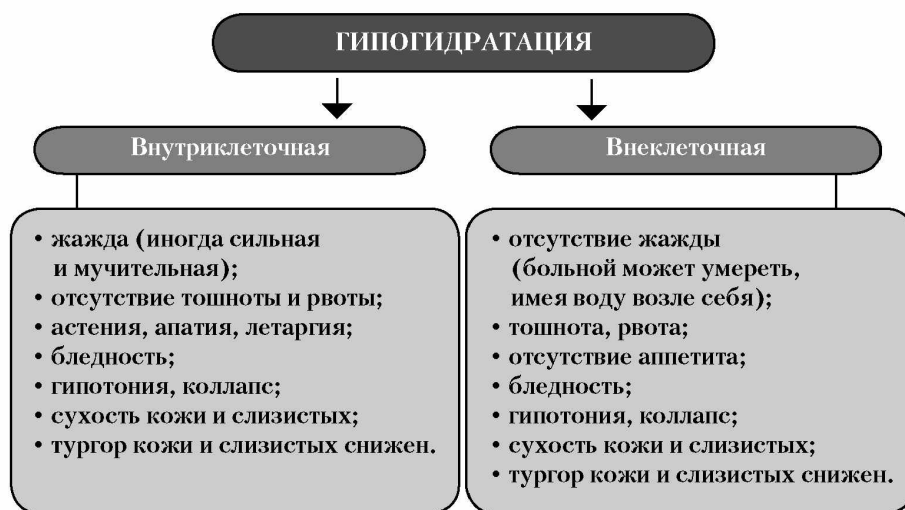 ГИПОГИДРАТАЦИЯ
Внутриклеточная
• жажда (иногда сильная
и мучительная);
• отсутствие тошноты и рвоты;
• астения, апатия, летаргия;
• бледность;
• гипотония, коллапс;
• сухость кожи и слизистых;
• тургор кожи и слизистых снижен.
Внеклеточная
• отсутствие жажды
(больной может умереть,
имея воду возле себя);
• тошнота, рвота;
• отсутствие аппетита;
• бледность;
• гипотония, коллапс;
• сухость кожи и слизистых;
• тургор кожи и слизистых снижен.